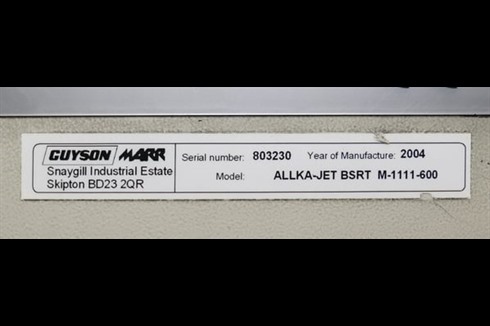 GUYSON MARR
Snaygill Industrial Estate
Skipton BD23 2QR
Serial number: 803230 Year of Manufacture: 2004
Model: ALLKA-JET BSRT M-1111-600